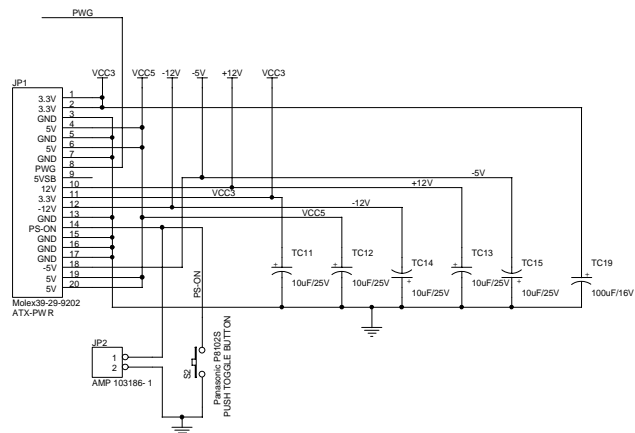 PWG
VCC3 VCC5 -12V -5V +12V VCC3
JP1
3.3V 1
3.3V 2
GND 3
5V 4
GND 5
5V 6
GND 7
PWG 8
5VSB 9
12V 10
3.3V 11
-12V 12
GND 13
PS-ON 14
GND 15
GND 16
GND 17
-5V 18
5V 19
5V 20
Molex39-29-9202
ATX-PWR
-5V
+12V
VCC3
-12V
VCC5
TC11 TC12 TC14 TC13 TC15 TC19
+ + + + + +
10uF/25V 10uF/25V 10uF/25V 10uF/25V 10uF/25V 100uF/16V
PS-ON
JP2
1
2
AMP 103186-1
S2
Panasonic P8102S
PUSH TOGGLE BUTTON